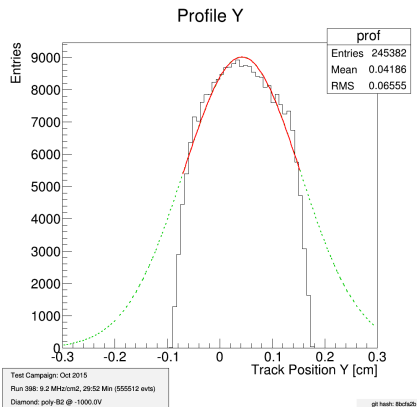 Profile Y
prof
Entries 245382
Mean 0.04186
RMS 0.06555
Entries
9000
8000
7000
6000
5000
4000
3000
2000
1000
0
-0.3 -0.2 -0.1 0 0.1 0.2 0.3
Track Position Y [cm]
Test Campaign: Oct 2015
Run 398: 9.2 MHz/cm2, 29:52 Min (555512 evts)
Diamond: poly-B2 @ -1000.0V
git hash: 8bcfa2b